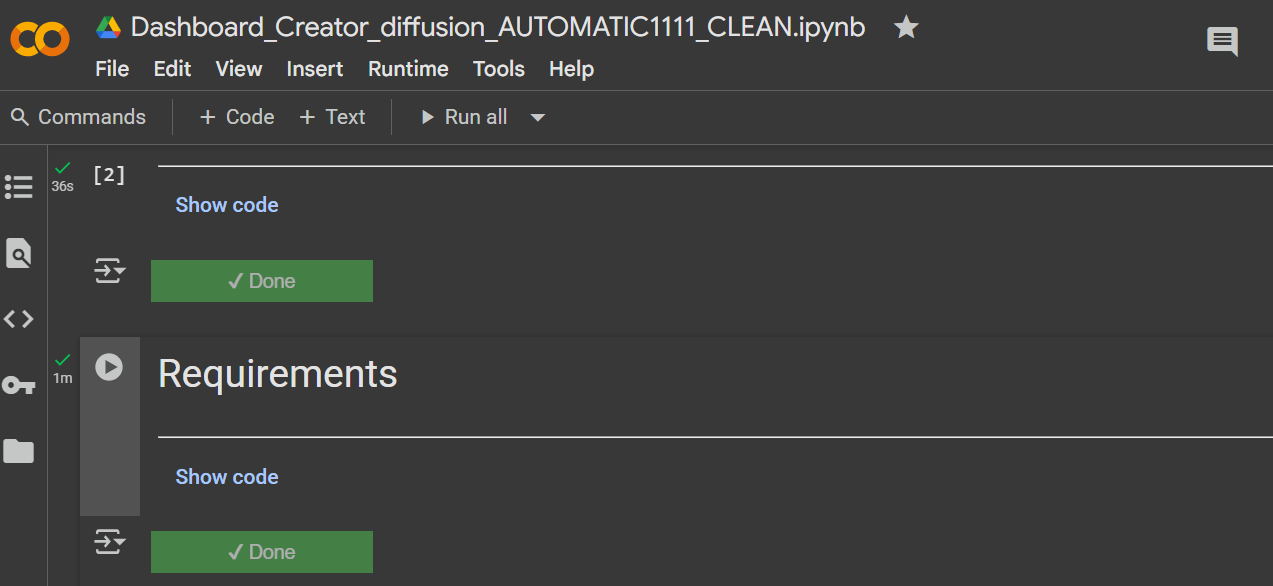 Dashboard_Creator_diffusion_AUTOMATIC1111_CLEAN.ipynb
File Edit View Insert Runtime Tools Help
Commands + Code + Text Run all
36s [2]
Show code
✓ Done
1m Requirements
Show code
✓ Done